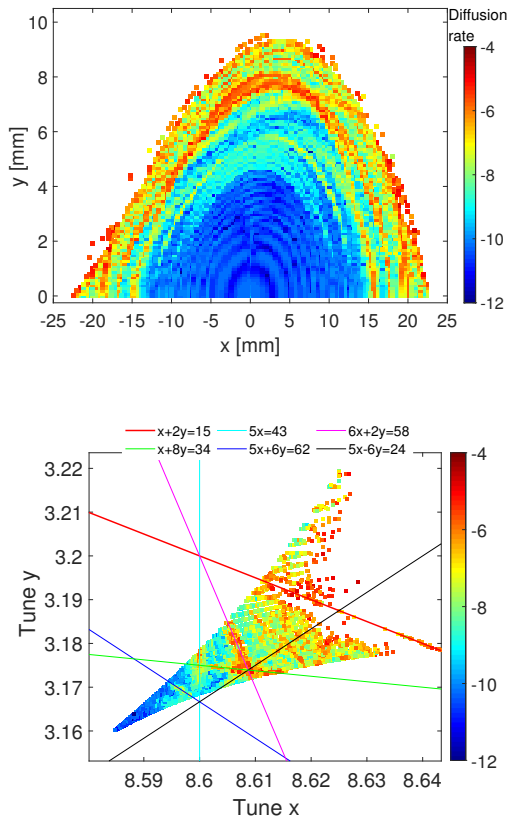 Diffusion
rate
10
8
6
4
2
0
y [mm]
-25 -20 -15 -10 -5 0 5 10 15 20 25
x [mm]
-4
-6
-8
-10
-12
x+2y=15 5x=43 6x+2y=58
x+8y=34 5x+6y=62 5x-6y=24
3.22
3.21
3.2
3.19
3.18
3.17
3.16
Tune y
8.59 8.6 8.61 8.62 8.63 8.64
Tune x
-4
-6
-8
-10
-12